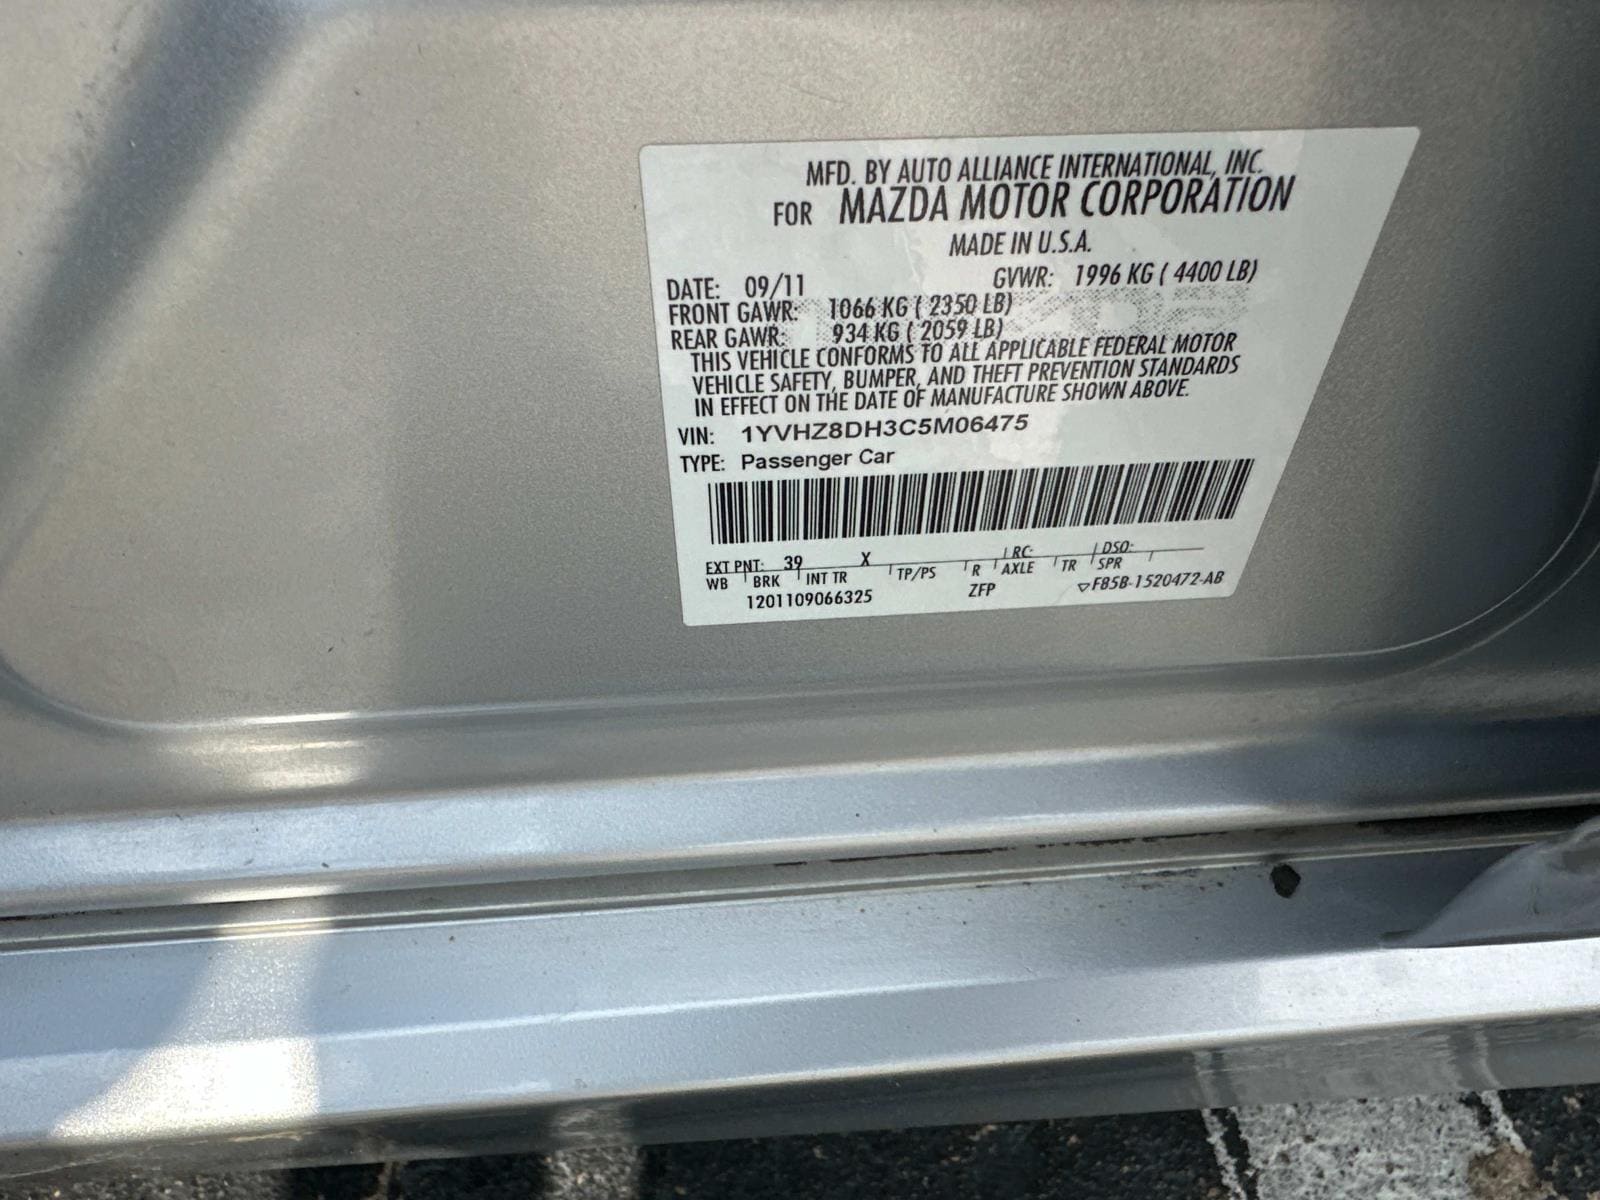 MFD. BY AUTO ALLIANCE INTERNATIONAL, INC.
FOR MAZDA MOTOR CORPORATION
MADE IN U.S.A.
DATE: 09/11 GVWR: 1996 KG ( 4400 LB)
FRONT GAWR: 1066 KG ( 2350 LB)
REAR GAWR: 934 KG ( 2059 LB)
THIS VEHICLE CONFORMS TO ALL APPLICABLE FEDERAL MOTOR
VEHICLE SAFETY, BUMPER, AND THEFT PREVENTION STANDARDS
IN EFFECT ON THE DATE OF MANUFACTURE SHOWN ABOVE.
VIN: 1YVHZ8DH3C5M06475
TYPE: Passenger Car
EXT PNT: 39 X RC: DSO:
WB BRK INT TR TP/PS R AXLE TR SPR
1201109066325 ZFP ▽F85B-1520472-AB